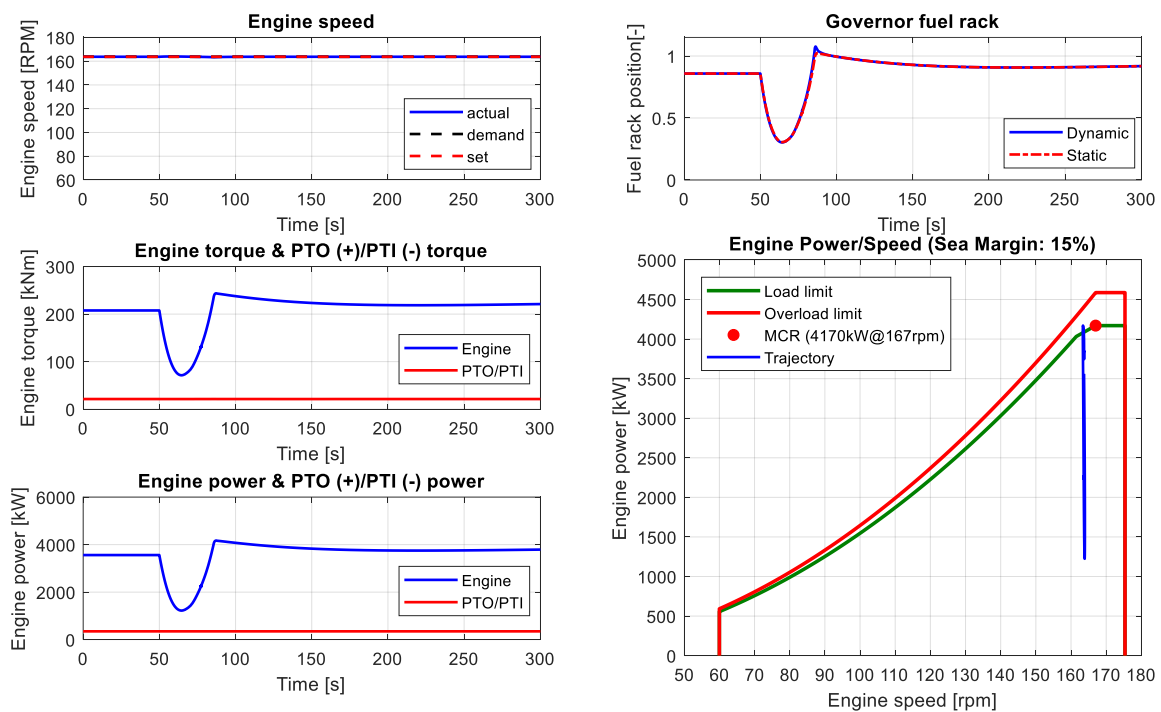 Engine speed
Engine speed [RPM]
180
160
140
120
100
80
60
actual
demand
set
0 50 100 150 200 250 300
Time [s]
Governor fuel rack
Fuel rack position[-]
1
0.5
0
Dynamic
Static
0 50 100 150 200 250 300
Time [s]
Engine torque & PTO (+)/PTI (-) torque
Engine torque [kNm]
300
200
100
0
Engine
PTO/PTI
0 50 100 150 200 250 300
Time [s]
Engine power & PTO (+)/PTI (-) power
Engine power [kW]
6000
4000
2000
0
Engine
PTO/PTI
0 50 100 150 200 250 300
Time [s]
Engine Power/Speed (Sea Margin: 15%)
Engine power [kW]
5000
4500
4000
3500
3000
2500
2000
1500
1000
500
0
Load limit
Overload limit
MCR (4170kW@167rpm)
Trajectory
50 60 70 80 90 100 110 120 130 140 150 160 170 180
Engine speed [rpm]